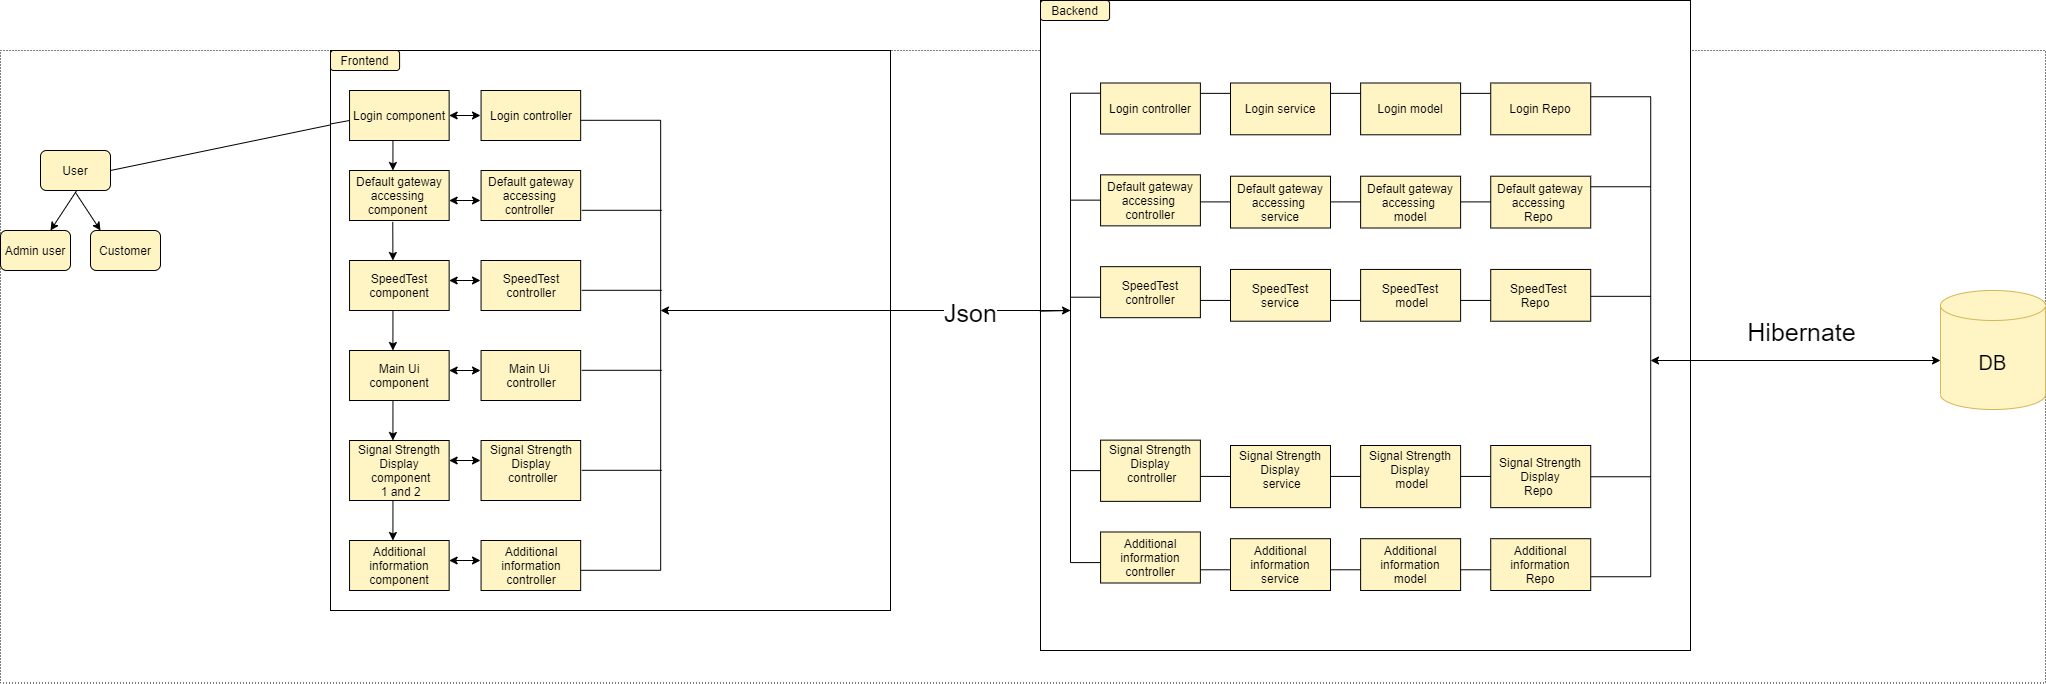 Backend
Frontend
Login component
Login controller
Default gateway
accessing
component
Default gateway
accessing
controller
User
Admin user
Customer
SpeedTest
component
SpeedTest
controller
Main Ui
component
Main Ui
controller
Signal Strength
Display
component
1 and 2
Signal Strength
Display
controller
Additional
information
component
Additional
information
controller
Json
Login controller
Login service
Login model
Login Repo
Default gateway
accessing
controller
Default gateway
accessing
service
Default gateway
accessing
model
Default gateway
accessing
Repo
SpeedTest
controller
SpeedTest
service
SpeedTest
model
SpeedTest
Repo
Signal Strength
Display
controller
Signal Strength
Display
service
Signal Strength
Display
model
Signal Strength
Display
Repo
Additional
information
controller
Additional
information
service
Additional
information
model
Additional
information
Repo
Hibernate
DB